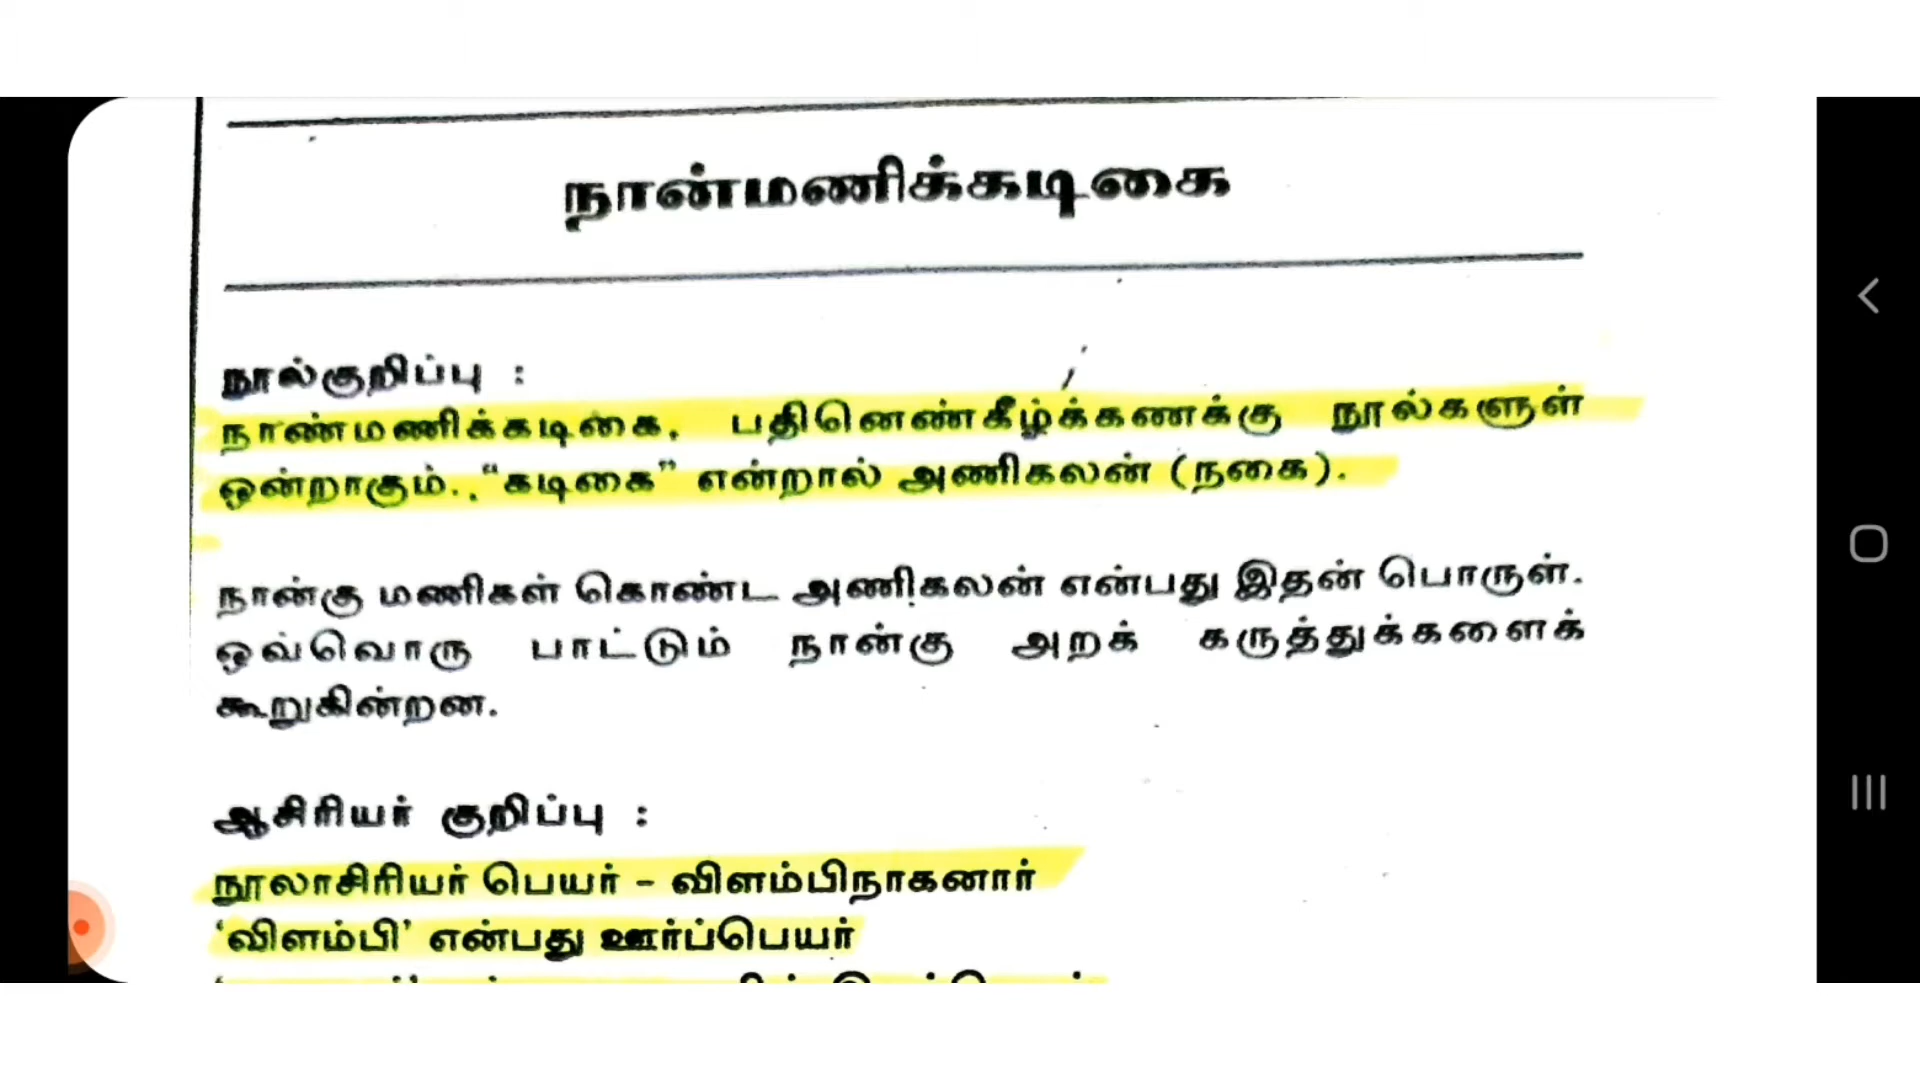 நான்மணிக்கடிகை
நூல்குறிப்பு :
நாண்மணிக்கடிகை, பதினெண்கீழ்க்கணக்கு நூல்களுள்
ஒன்றாகும்.,“கடிகை” என்றால் அணிகலன் (நகை).
நான்கு மணிகள் கொண்ட அணிகலன் என்பது இதன் பொருள்.
ஒவ்வொரு பாட்டும் நான்கு அறக் கருத்துக்களைக்
கூறுகின்றன.
ஆசிரியர் குறிப்பு :
நூலாசிரியர் பெயர் - விளம்பிநாகனார்
‘விளம்பி’ என்பது ஊர்ப்பெயர்